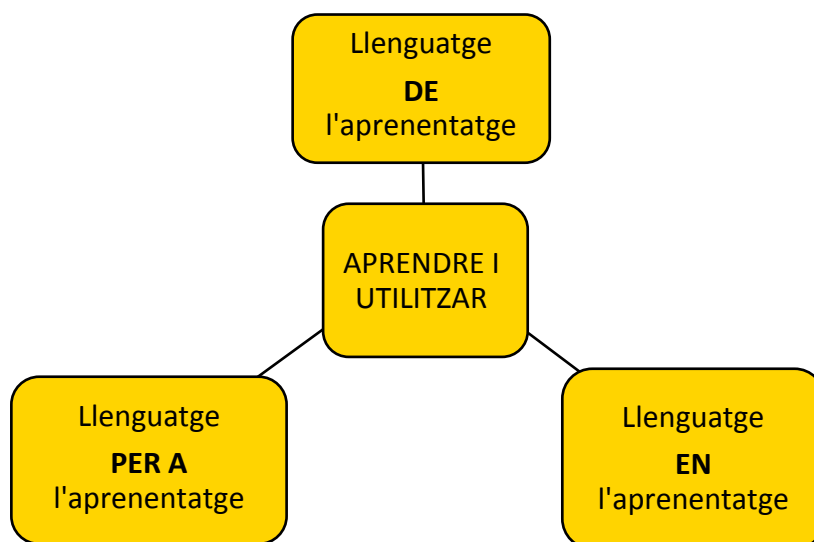 Llenguatge
DE
l'aprenentatge
APRENDRE I
UTILITZAR
Llenguatge
PER A
l'aprenentatge
Llenguatge
EN
l'aprenentatge